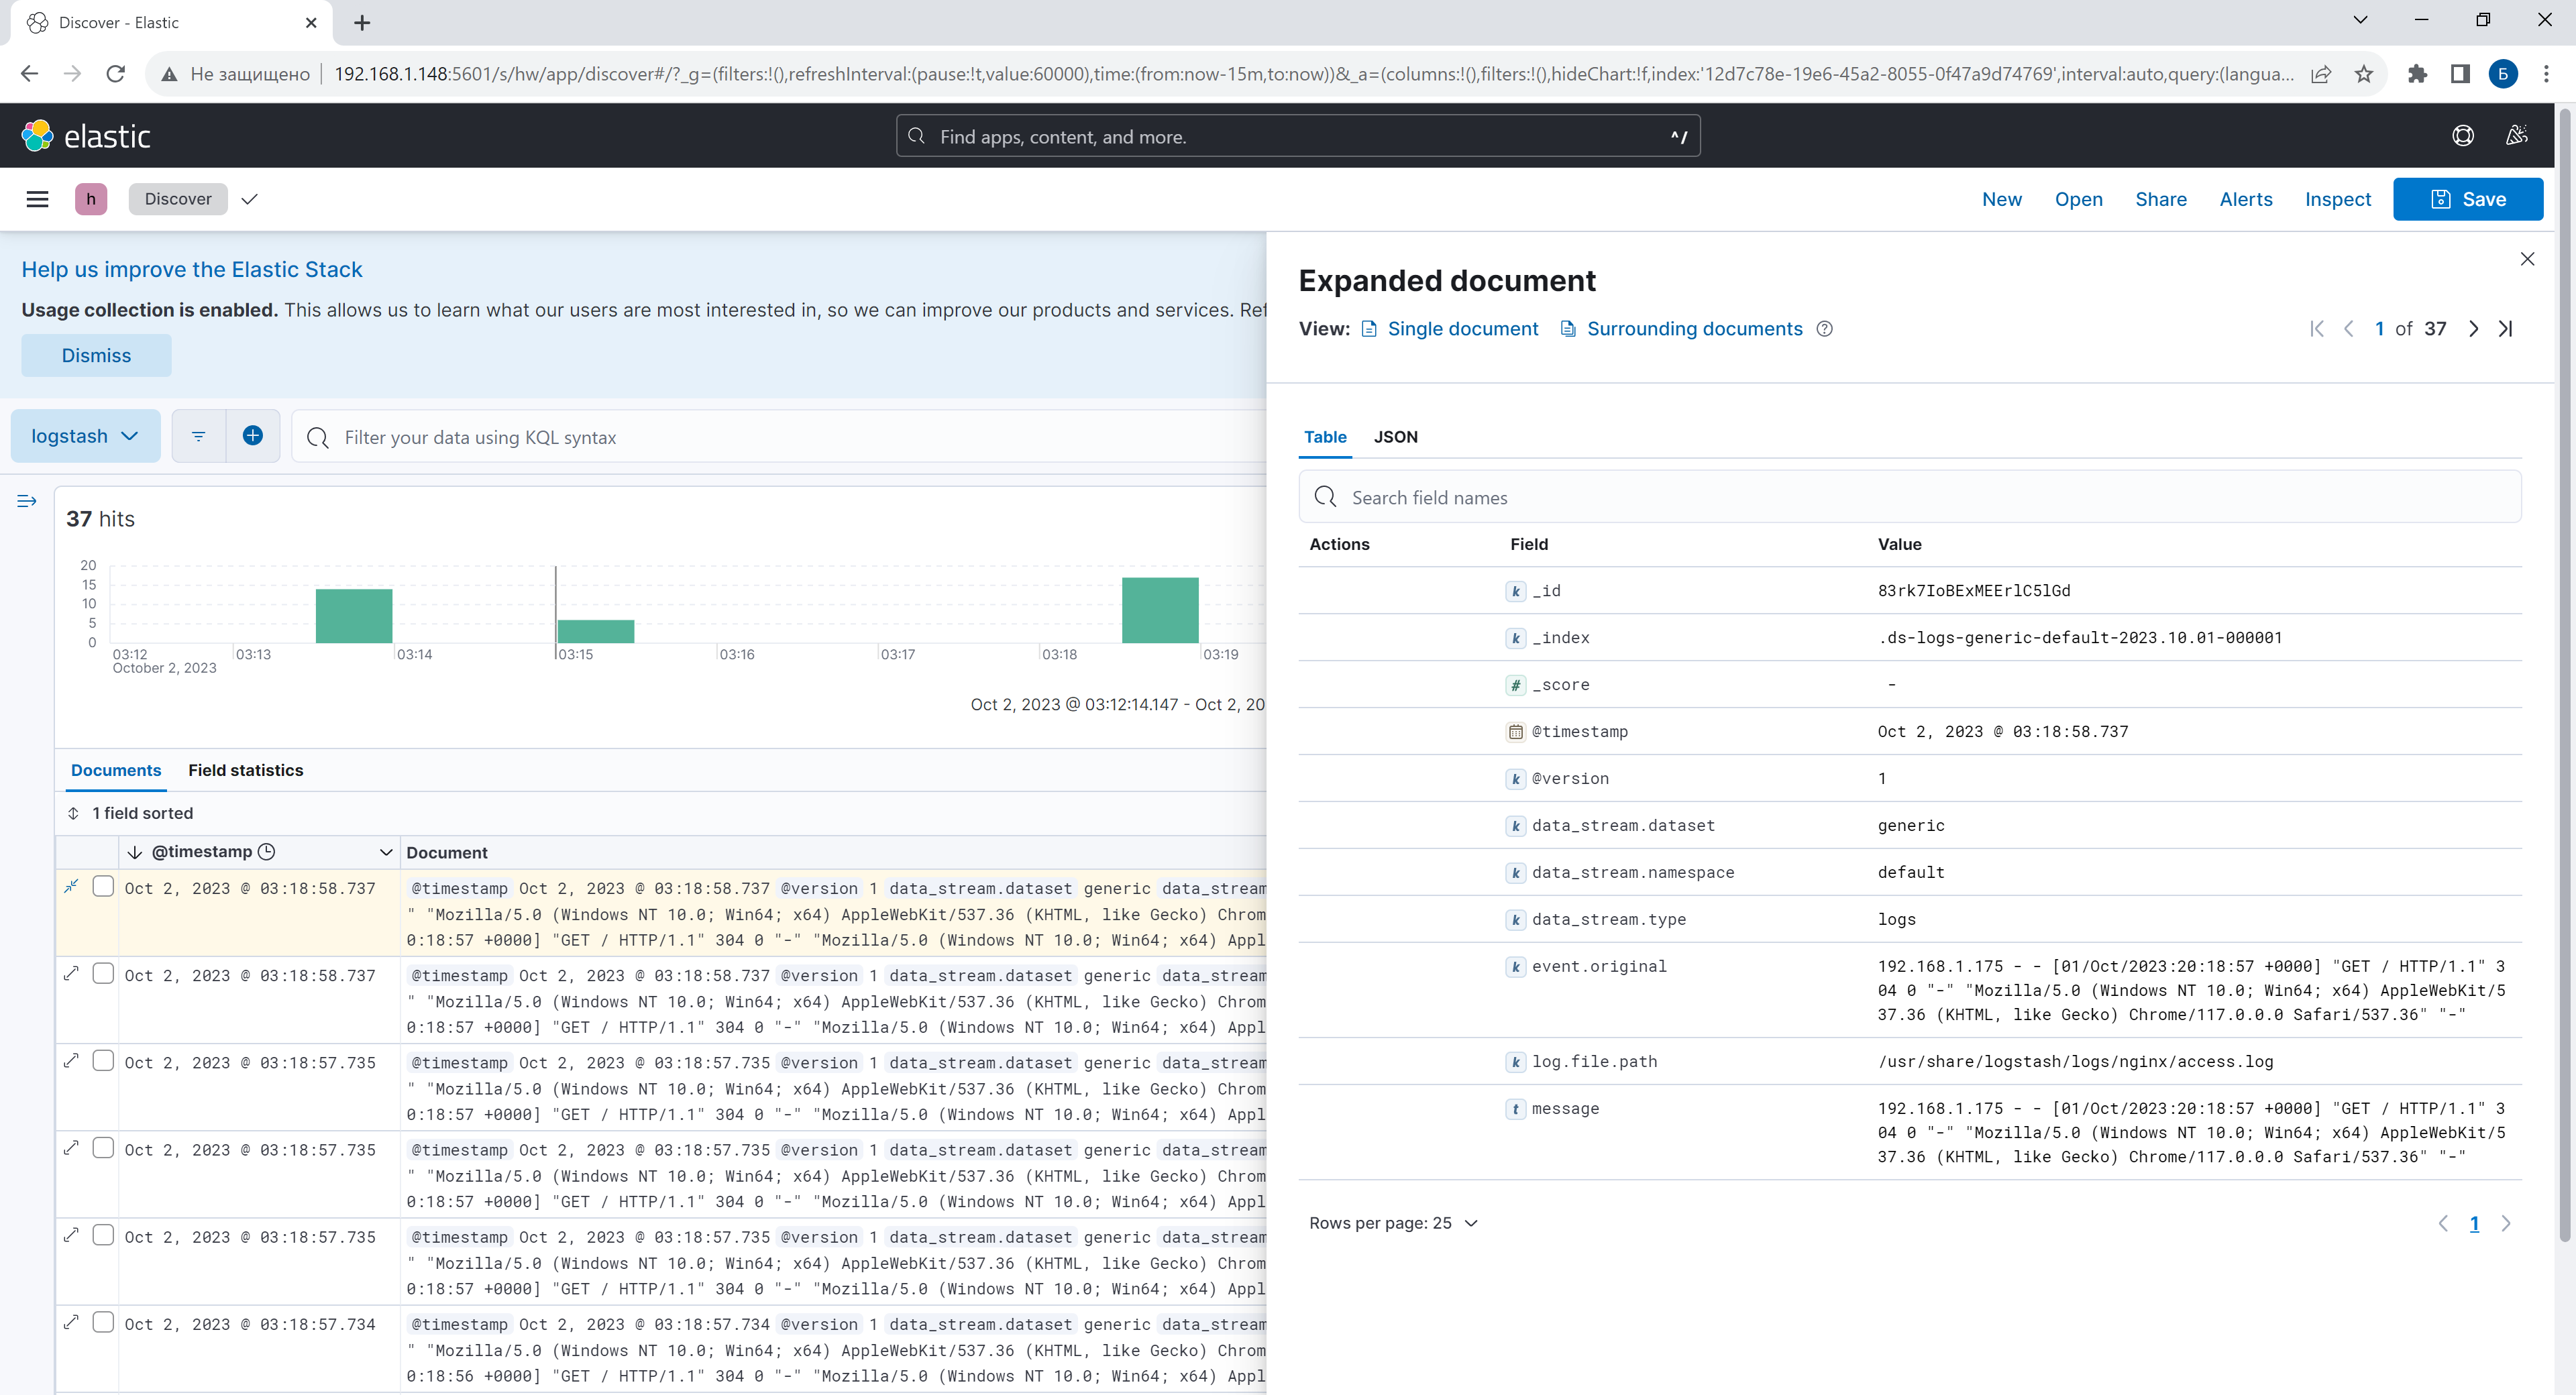 Discover - Elastic
Не защищено
192.168.1.148:5601/s/hw/app/discover#/?_g=(filters:!(),refreshInterval:(pause:!t,value:60000),time:(from:now-15m,to:now))&_a=(columns:!(),filters:!(),hideChart:!f,index:'12d7c78e-19e6-45a2-8055-0f47a9d74769',interval:auto,query:(langua...
Б
elastic
Find apps, content, and more.
^/
h
Discover
New
Open
Share
Alerts
Inspect
Save
Help us improve the Elastic Stack
Usage collection is enabled. This allows us to learn what our users are most interested in, so we can improve our products and services. Ref
Dismiss
logstash
Filter your data using KQL syntax
37 hits
20
15
10
5
0
03:12
03:13
03:14
03:15
03:16
03:17
03:18
03:19
October 2, 2023
Oct 2, 2023 @ 03:12:14.147 - Oct 2, 20
Documents
Field statistics
1 field sorted
@timestamp
Document
Oct 2, 2023 @ 03:18:58.737
@timestamp Oct 2, 2023 @ 03:18:58.737 @version 1 data_stream.dataset generic data_stream
" "Mozilla/5.0 (Windows NT 10.0; Win64; x64) AppleWebKit/537.36 (KHTML, like Gecko) Chrom
0:18:57 +0000] "GET / HTTP/1.1" 304 0 "-" "Mozilla/5.0 (Windows NT 10.0; Win64; x64) Appl
Oct 2, 2023 @ 03:18:58.737
@timestamp Oct 2, 2023 @ 03:18:58.737 @version 1 data_stream.dataset generic data_stream
" "Mozilla/5.0 (Windows NT 10.0; Win64; x64) AppleWebKit/537.36 (KHTML, like Gecko) Chrom
0:18:57 +0000] "GET / HTTP/1.1" 304 0 "-" "Mozilla/5.0 (Windows NT 10.0; Win64; x64) Appl
Oct 2, 2023 @ 03:18:57.735
@timestamp Oct 2, 2023 @ 03:18:57.735 @version 1 data_stream.dataset generic data_stream
" "Mozilla/5.0 (Windows NT 10.0; Win64; x64) AppleWebKit/537.36 (KHTML, like Gecko) Chrom
0:18:57 +0000] "GET / HTTP/1.1" 304 0 "-" "Mozilla/5.0 (Windows NT 10.0; Win64; x64) Appl
Oct 2, 2023 @ 03:18:57.735
@timestamp Oct 2, 2023 @ 03:18:57.735 @version 1 data_stream.dataset generic data_stream
" "Mozilla/5.0 (Windows NT 10.0; Win64; x64) AppleWebKit/537.36 (KHTML, like Gecko) Chrom
0:18:57 +0000] "GET / HTTP/1.1" 304 0 "-" "Mozilla/5.0 (Windows NT 10.0; Win64; x64) Appl
Oct 2, 2023 @ 03:18:57.735
@timestamp Oct 2, 2023 @ 03:18:57.735 @version 1 data_stream.dataset generic data_stream
" "Mozilla/5.0 (Windows NT 10.0; Win64; x64) AppleWebKit/537.36 (KHTML, like Gecko) Chrom
0:18:57 +0000] "GET / HTTP/1.1" 304 0 "-" "Mozilla/5.0 (Windows NT 10.0; Win64; x64) Appl
Oct 2, 2023 @ 03:18:57.734
@timestamp Oct 2, 2023 @ 03:18:57.734 @version 1 data_stream.dataset generic data_stream
" "Mozilla/5.0 (Windows NT 10.0; Win64; x64) AppleWebKit/537.36 (KHTML, like Gecko) Chrom
0:18:56 +0000] "GET / HTTP/1.1" 304 0 "-" "Mozilla/5.0 (Windows NT 10.0; Win64; x64) Appl
Expanded document
View: Single document Surrounding documents
1 of 37
Table
JSON
Search field names
Actions
Field
Value
k _id
83rk7IoBExMEErlC5lGd
k _index
.ds-logs-generic-default-2023.10.01-000001
# _score
-
@timestamp
Oct 2, 2023 @ 03:18:58.737
k @version
1
k data_stream.dataset
generic
k data_stream.namespace
default
k data_stream.type
logs
k event.original
192.168.1.175 - - [01/Oct/2023:20:18:57 +0000] "GET / HTTP/1.1" 3
04 0 "-" "Mozilla/5.0 (Windows NT 10.0; Win64; x64) AppleWebKit/5
37.36 (KHTML, like Gecko) Chrome/117.0.0.0 Safari/537.36" "-"
k log.file.path
/usr/share/logstash/logs/nginx/access.log
t message
192.168.1.175 - - [01/Oct/2023:20:18:57 +0000] "GET / HTTP/1.1" 3
04 0 "-" "Mozilla/5.0 (Windows NT 10.0; Win64; x64) AppleWebKit/5
37.36 (KHTML, like Gecko) Chrome/117.0.0.0 Safari/537.36" "-"
Rows per page: 25
1